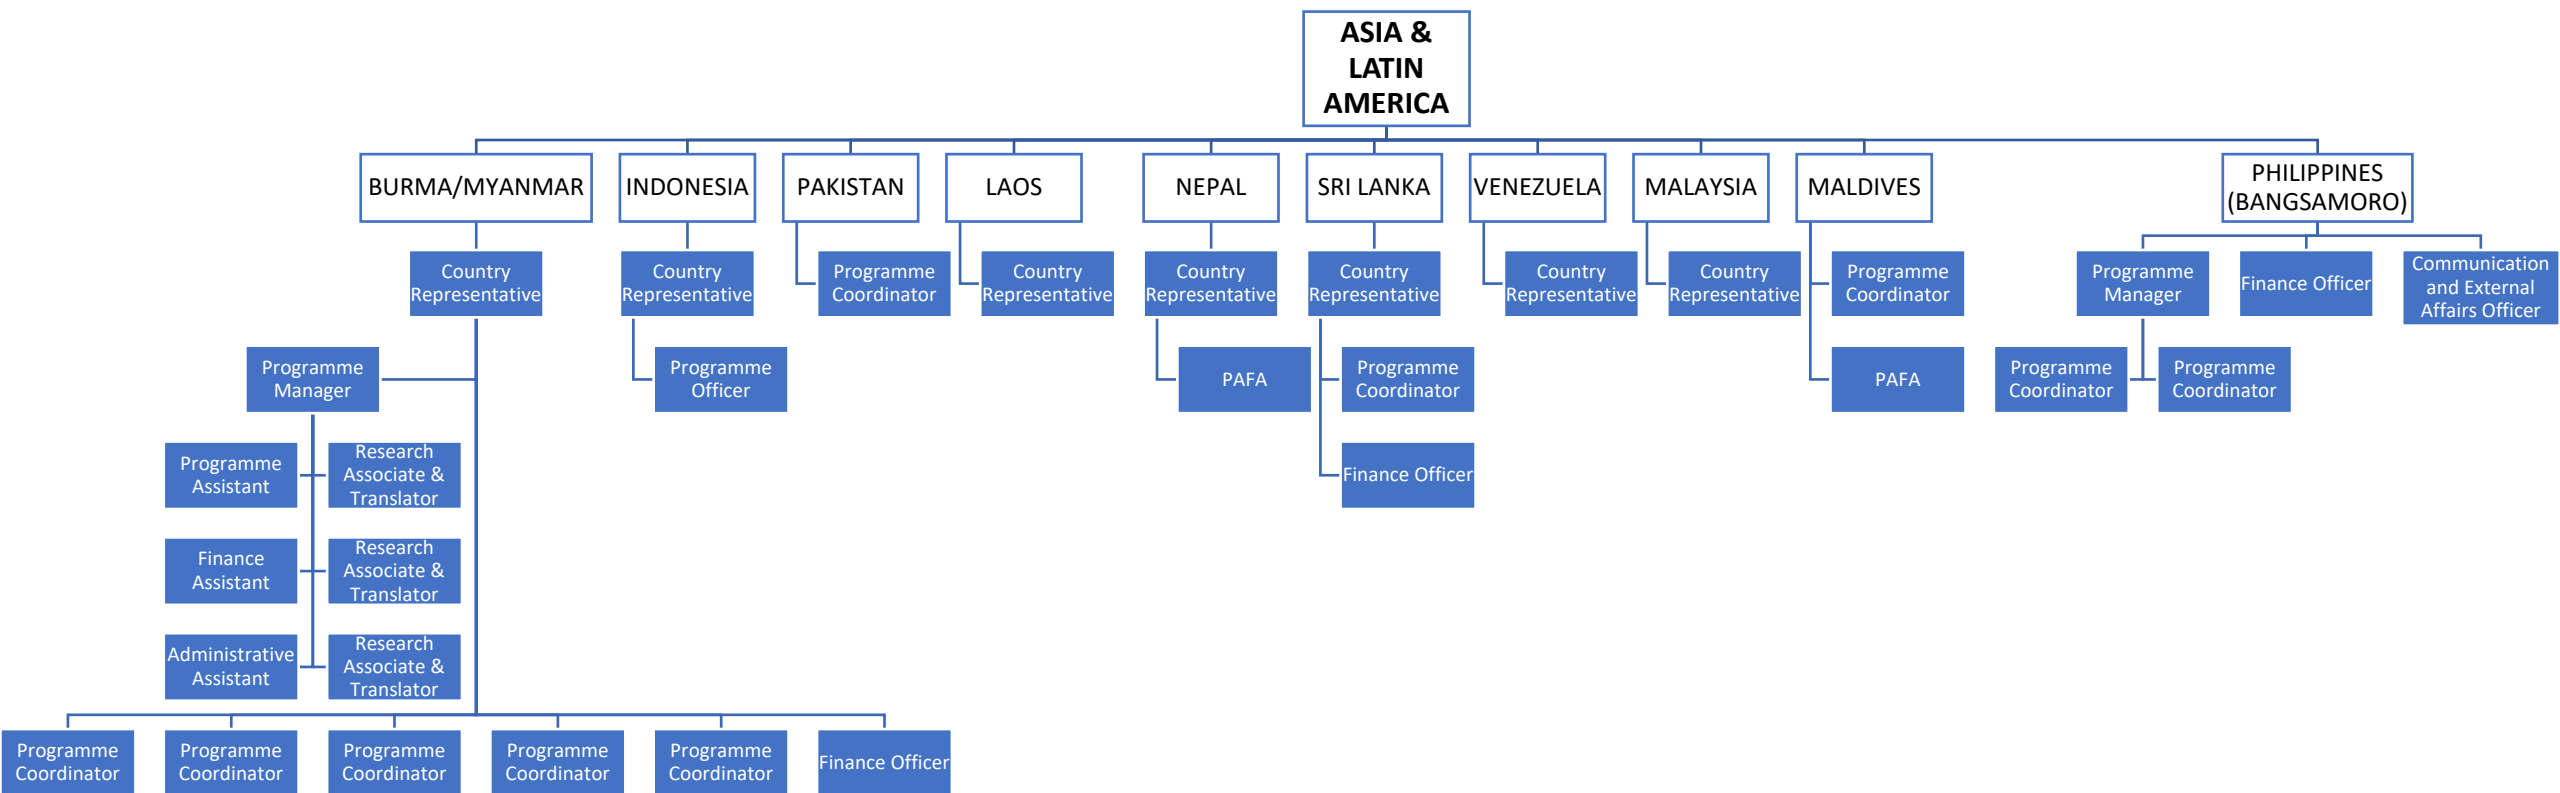 ASIA &
LATIN
AMERICA
BURMA/MYANMAR
INDONESIA
PAKISTAN
LAOS
NEPAL
SRI LANKA
VENEZUELA
MALAYSIA
MALDIVES
PHILIPPINES
(BANGSAMORO)
Country
Representative
Country
Representative
Programme
Coordinator
Country
Representative
Country
Representative
Country
Representative
Country
Representative
Country
Representative
Programme
Coordinator
Programme
Manager
Finance Officer
Communication
and External
Affairs Officer
Programme
Manager
Programme
Officer
PAFA
Programme
Coordinator
PAFA
Programme
Coordinator
Programme
Coordinator
Programme
Assistant
Research
Associate &
Translator
Finance Officer
Finance
Assistant
Research
Associate &
Translator
Administrative
Assistant
Research
Associate &
Translator
Programme
Coordinator
Programme
Coordinator
Programme
Coordinator
Programme
Coordinator
Programme
Coordinator
Finance Officer